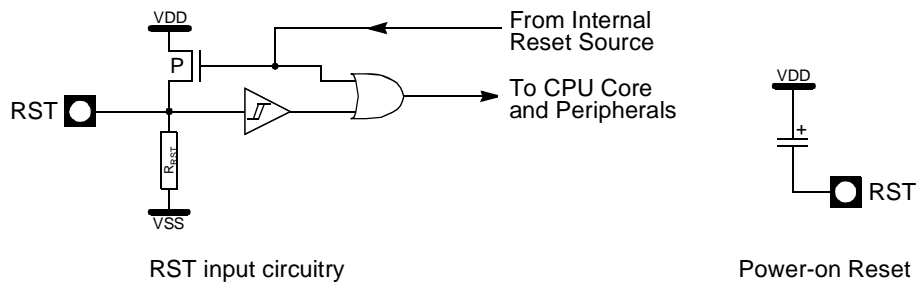 VDD
From Internal
Reset Source
P
To CPU Core
and Peripherals
RST
RRST
VSS
VDD
+
RST
RST input circuitry
Power-on Reset